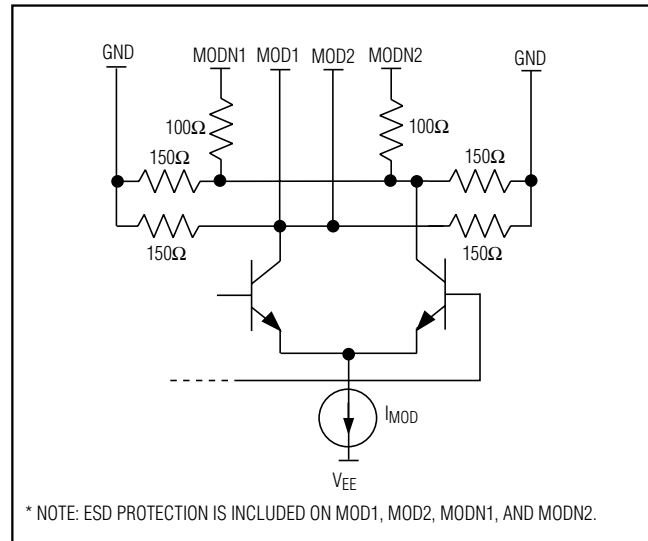 GND MODN1 MOD1 MOD2 MODN2 GND
100Ω 100Ω
150Ω 150Ω
150Ω 150Ω
IMOD
VEE
* NOTE: ESD PROTECTION IS INCLUDED ON MOD1, MOD2, MODN1, AND MODN2.